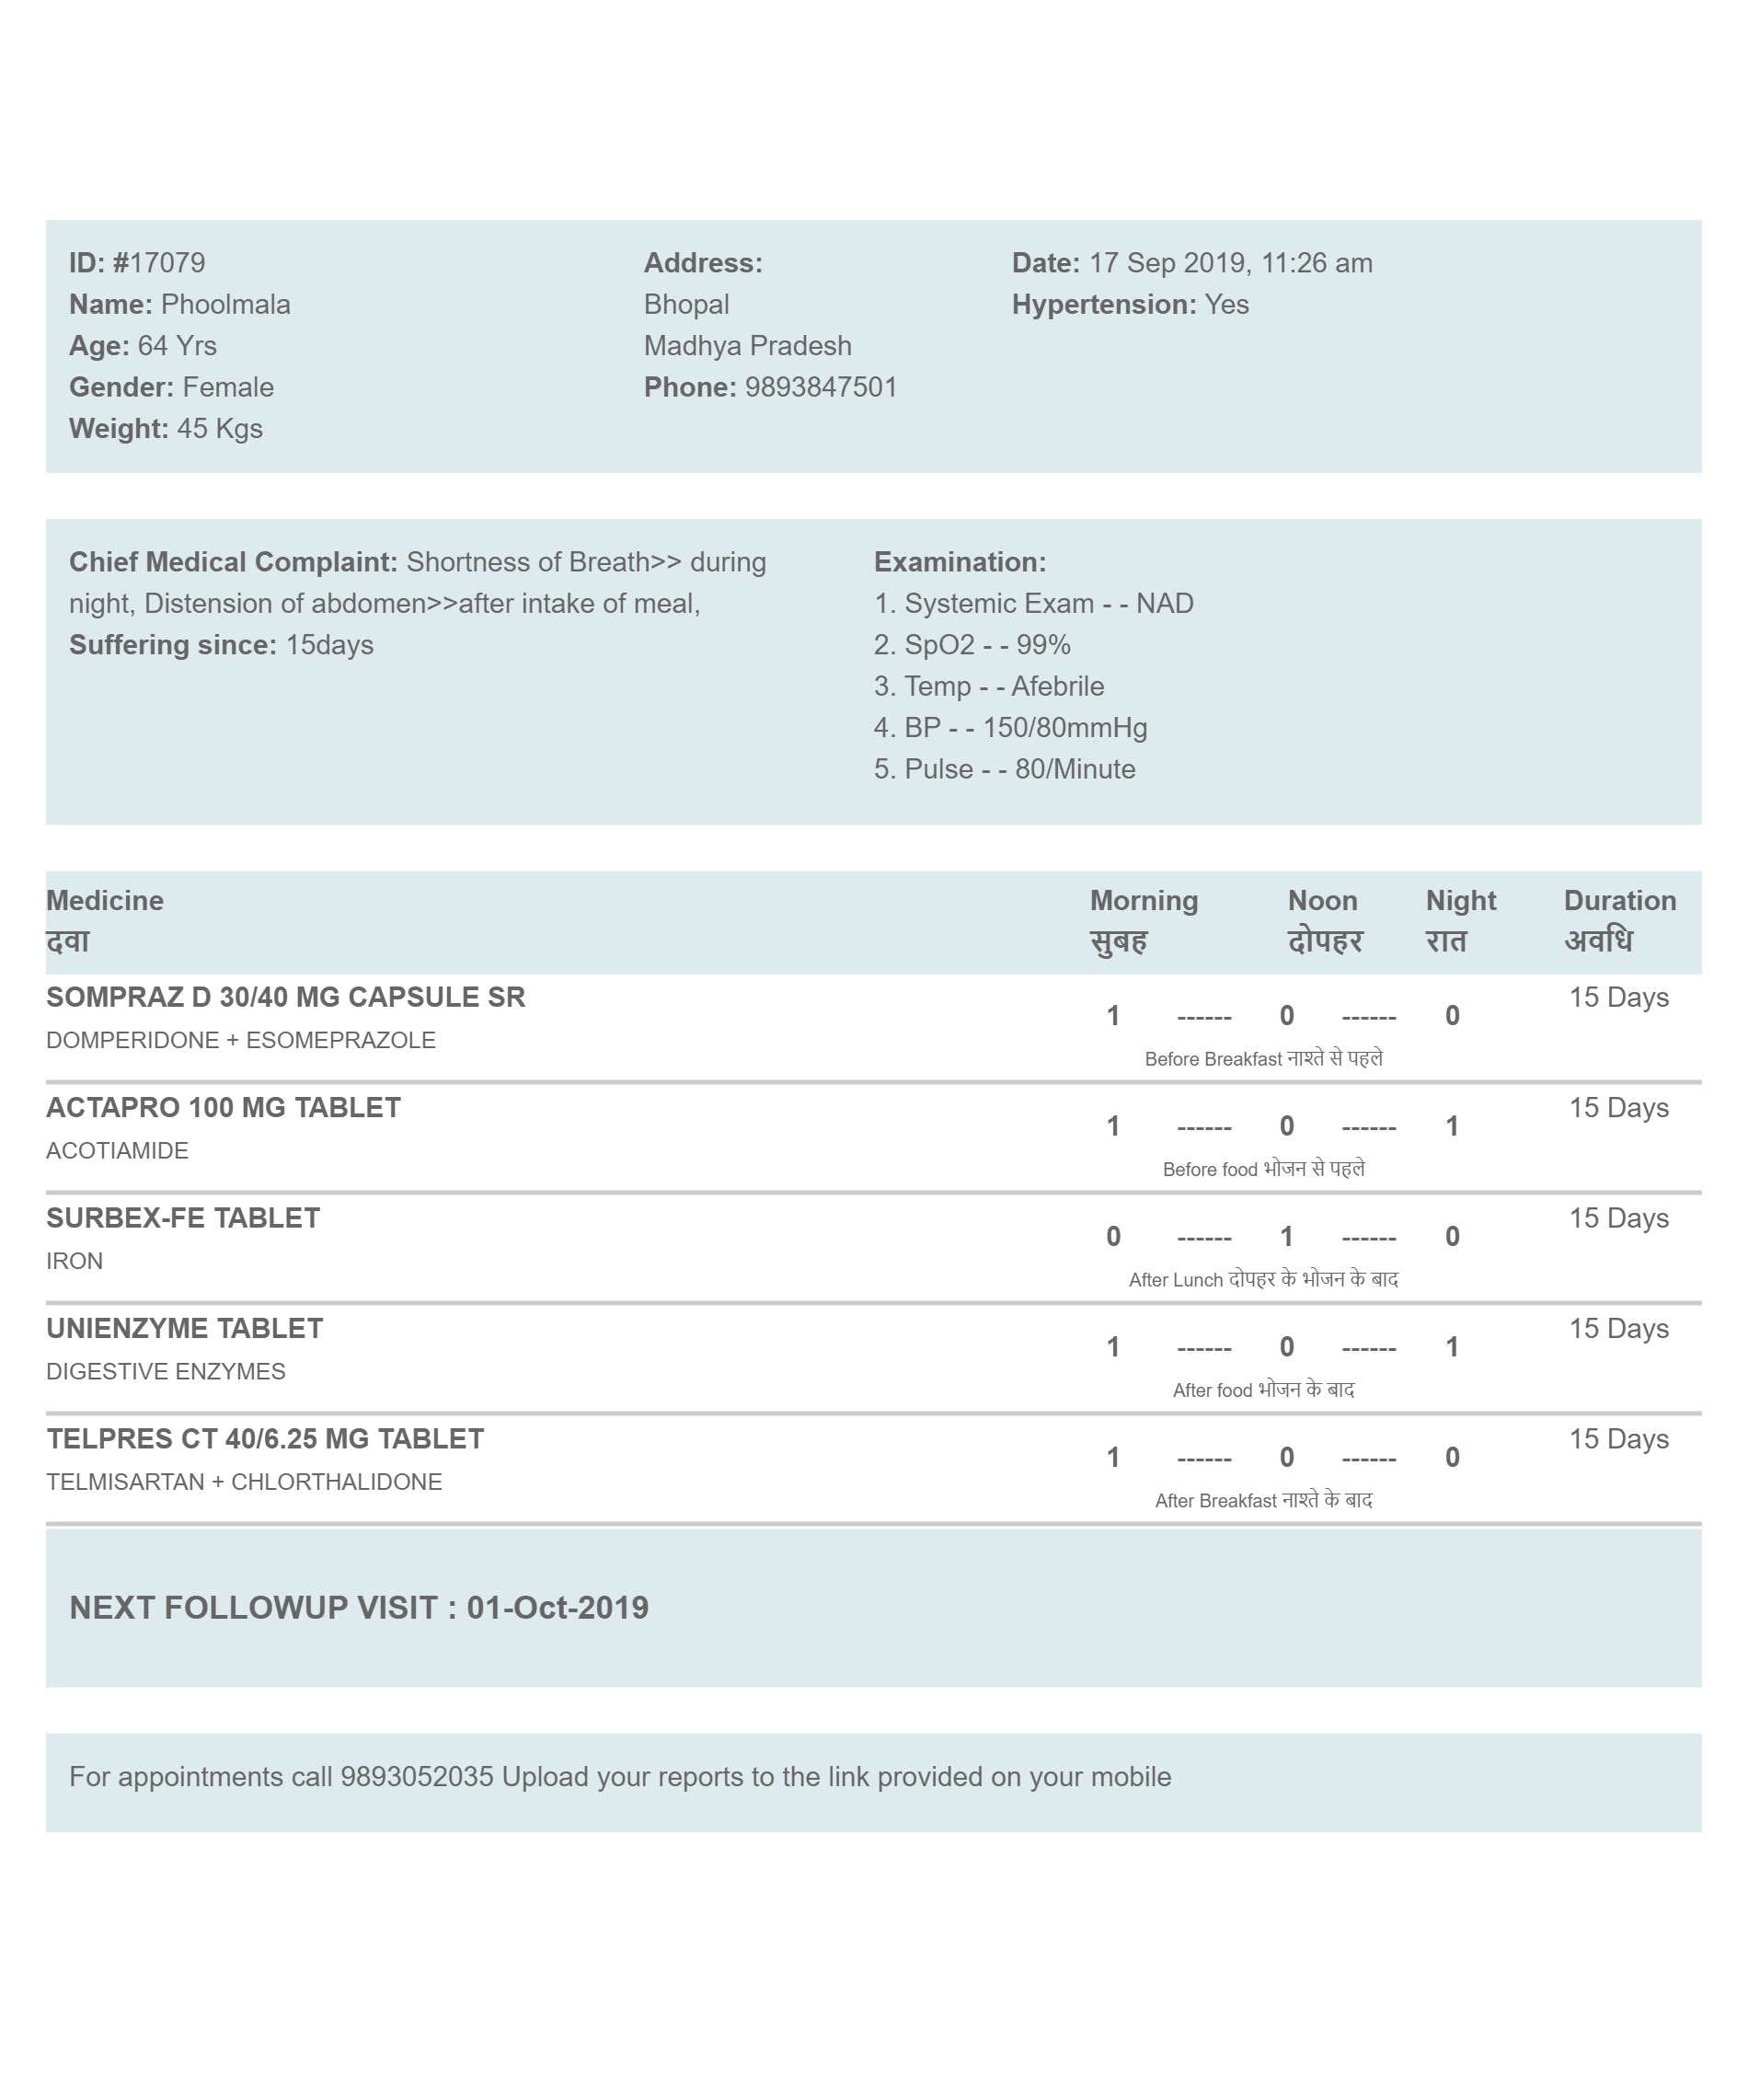 ID: #17079
Name: Phoolmala
Age: 64 Yrs
Gender: Female
Weight: 45 Kgs
Address:
Bhopal
Madhya Pradesh
Phone: 9893847501
Date: 17 Sep 2019, 11:26 am
Hypertension: Yes
Chief Medical Complaint: Shortness of Breath>> during
night, Distension of abdomen>>after intake of meal,
Suffering since: 15days
Examination:
1. Systemic Exam - - NAD
2. SpO2 - - 99%
3. Temp - - Afebrile
4. BP - - 150/80mmHg
5. Pulse - - 80/Minute
Medicine Morning Noon Night Duration
दवा सुबह दोपहर रात अवधि
SOMPRAZ D 30/40 MG CAPSULE SR 15 Days
1 ------ 0 ------ 0
DOMPERIDONE + ESOMEPRAZOLE
Before Breakfast नाश्ते से पहले
ACTAPRO 100 MG TABLET 15 Days
1 ------ 0 ------ 1
ACOTIAMIDE
Before food भोजन से पहले
SURBEX-FE TABLET 15 Days
0 ------ 1 ------ 0
IRON
After Lunch दोपहर के भोजन के बाद
UNIENZYME TABLET 15 Days
1 ------ 0 ------ 1
DIGESTIVE ENZYMES
After food भोजन के बाद
TELPRES CT 40/6.25 MG TABLET 15 Days
1 ------ 0 ------ 0
TELMISARTAN + CHLORTHALIDONE
After Breakfast नाश्ते के बाद
NEXT FOLLOWUP VISIT : 01-Oct-2019
For appointments call 9893052035 Upload your reports to the link provided on your mobile